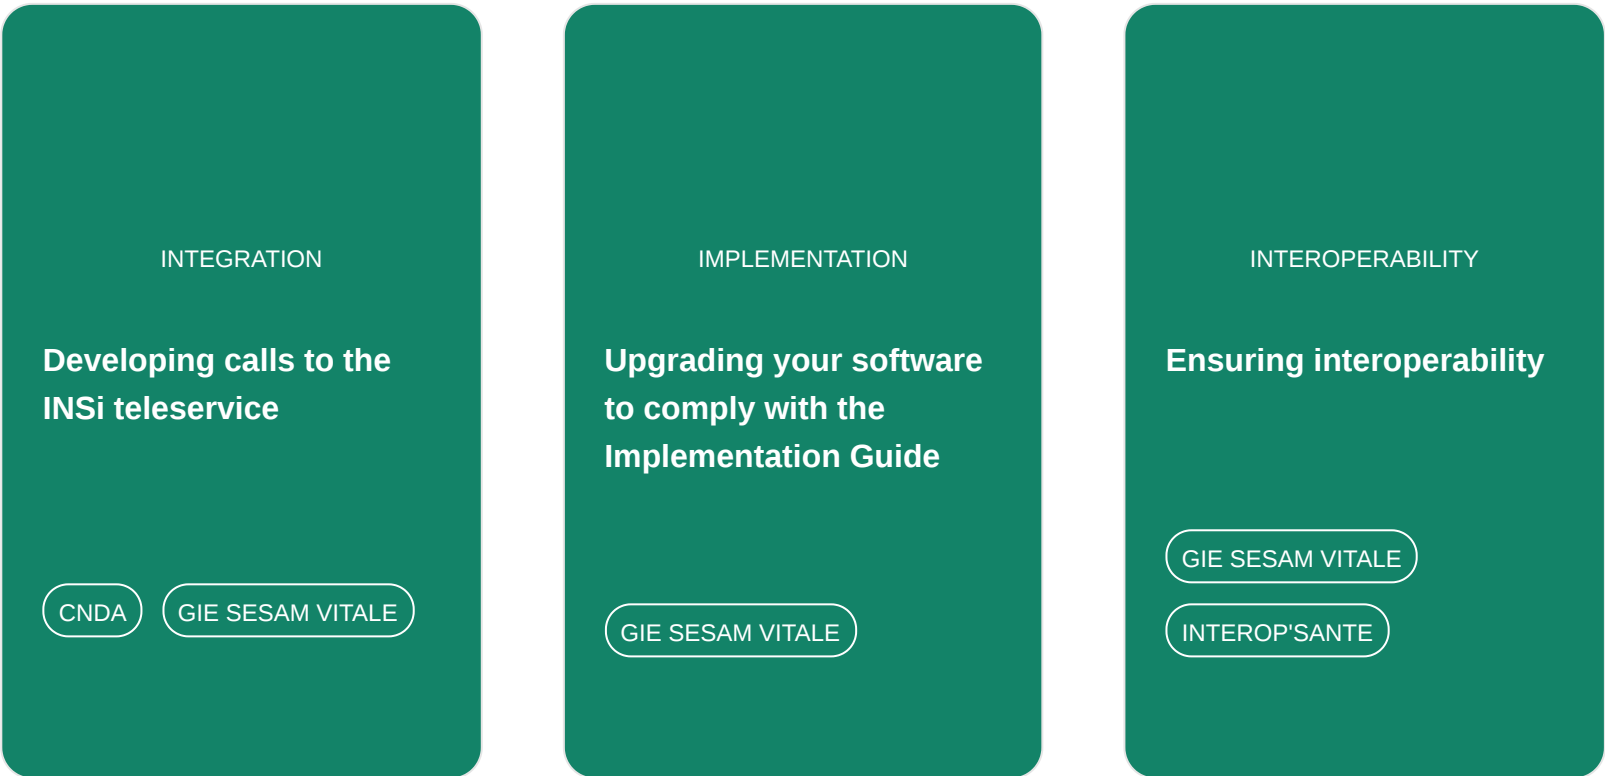 INTEGRATION
Developing calls to the
INSi teleservice
CNDA
GIE SESAM VITALE
IMPLEMENTATION
Upgrading your software
to comply with the
Implementation Guide
GIE SESAM VITALE
INTEROPERABILITY
Ensuring interoperability
GIE SESAM VITALE
INTEROP'SANTE